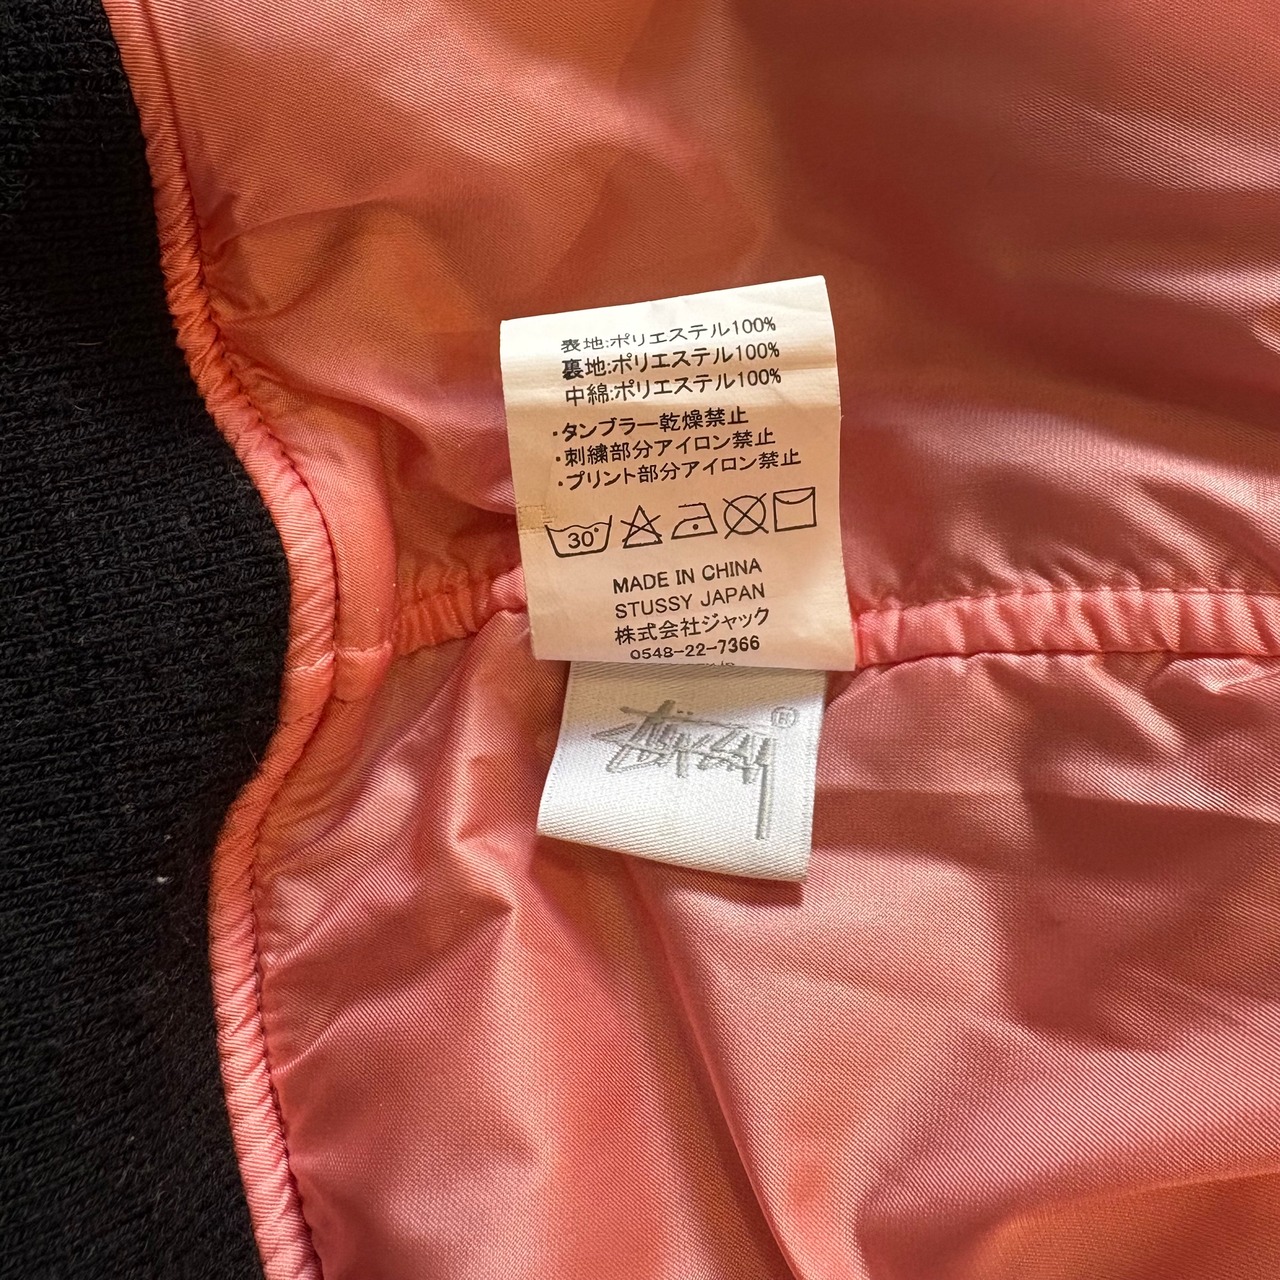 表地:ポリエステル100%
裏地:ポリエステル100%
中綿:ポリエステル100%
・タンブラー乾燥禁止
・刺繍部分アイロン禁止
・プリント部分アイロン禁止
30°
MADE IN CHINA
STUSSY JAPAN
株式会社ジャック
0548-22-7366
Stüssy ®